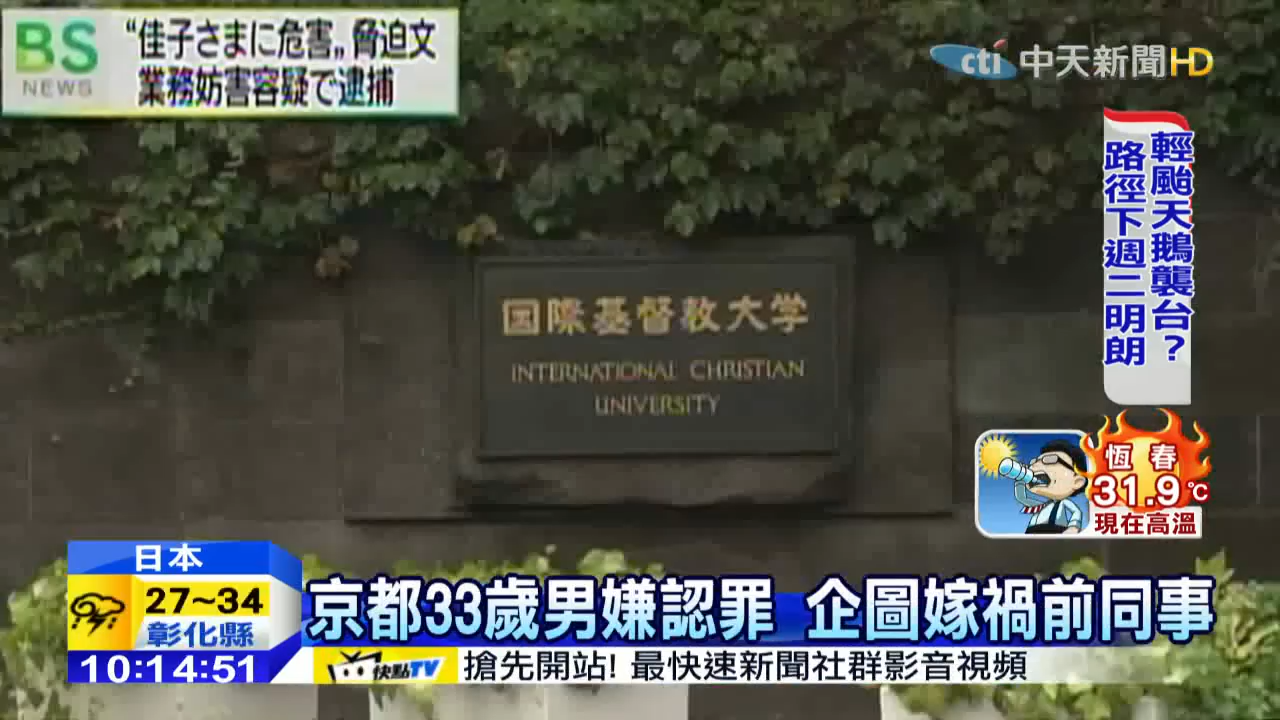 BS
NEWS
“佳子さまに危害„ 脅迫文
業務妨害容疑で逮捕
cti 中天新聞HD
輕颱天鵝襲台？
路徑下週二明朗
国際基督教大学
INTERNATIONAL CHRISTIAN
UNIVERSITY
恆春
31.9℃
現在高溫
日本
27~34
彰化縣
10:14:51
京都33歲男嫌認罪 企圖嫁禍前同事
快點TV
搶先開站! 最快速新聞社群影音視頻